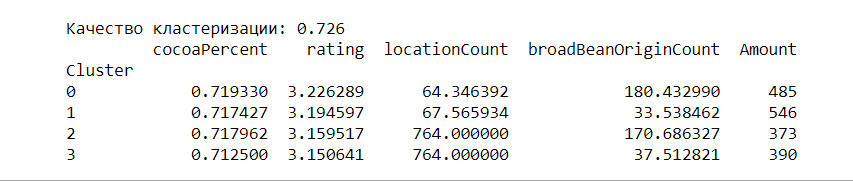 Качество кластеризации: 0.726
cocoaPercent rating locationCount broadBeanOriginCount Amount
Cluster
0 0.719330 3.226289 64.346392 180.432990 485
1 0.717427 3.194597 67.565934 33.538462 546
2 0.717962 3.159517 764.000000 170.686327 373
3 0.712500 3.150641 764.000000 37.512821 390